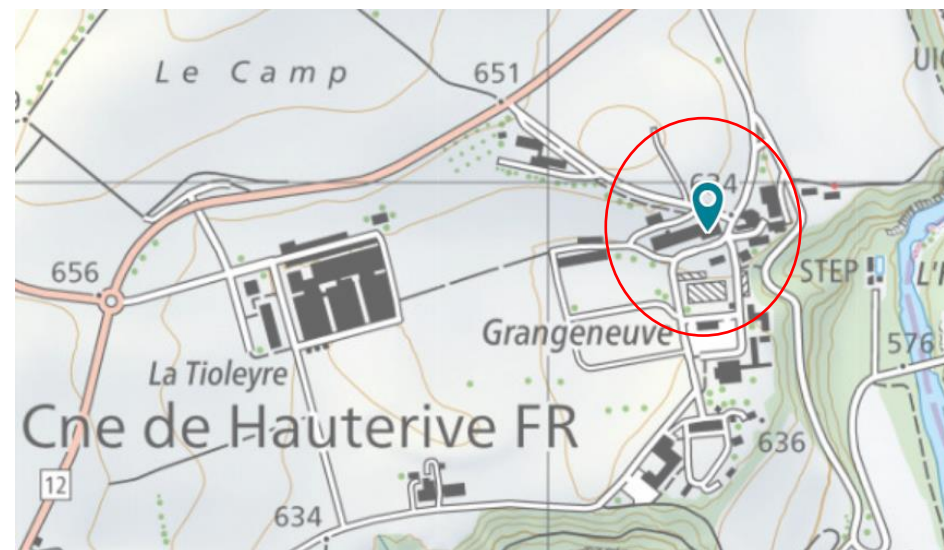 Le Camp
651
634
656
STEP
L'
Grangeneuve
576
La Tioleyre
Cne de Hauterive FR
636
12
634